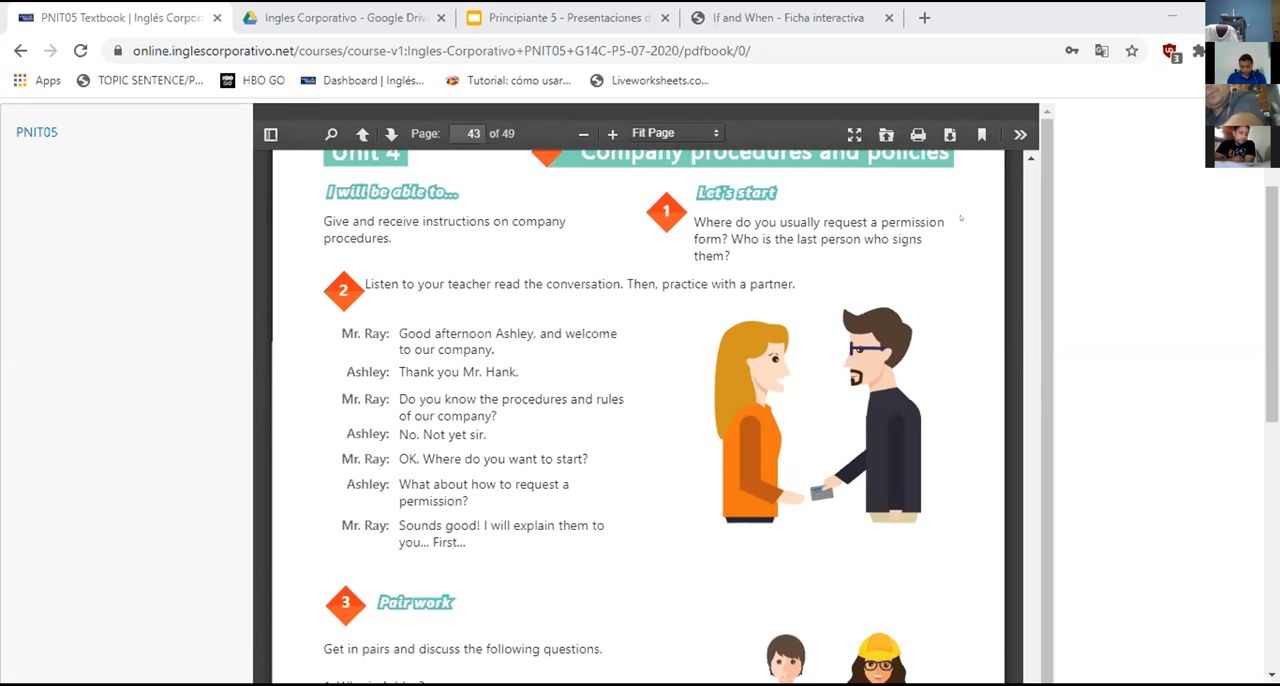 PNIT05 Textbook | Inglés Corpor
Ingles Corporativo - Google Driv
Principiante 5 - Presentaciones d
If and When - Ficha interactiva
online.inglescorporativo.net/courses/course-v1:Ingles-Corporativo+PNIT05+G14C-P5-07-2020/pdfbook/0/
3
Apps
TOPIC SENTENCE/P...
HBO GO
Dashboard | Inglés...
Tutorial: cómo usar...
Liveworksheets.co...
PNIT05
Page: 43 of 49
Fit Page
Unit 4
Company procedures and policies
I will be able to...
Give and receive instructions on company
procedures.
1
Let's start
Where do you usually request a permission
form? Who is the last person who signs
them?
2
Listen to your teacher read the conversation. Then, practice with a partner.
Mr. Ray: Good afternoon Ashley, and welcome
to our company.
Ashley: Thank you Mr. Hank.
Mr. Ray: Do you know the procedures and rules
of our company?
Ashley: No. Not yet sir.
Mr. Ray: OK. Where do you want to start?
Ashley: What about how to request a
permission?
Mr. Ray: Sounds good! I will explain them to
you... First...
3
Pair work
Get in pairs and discuss the following questions.